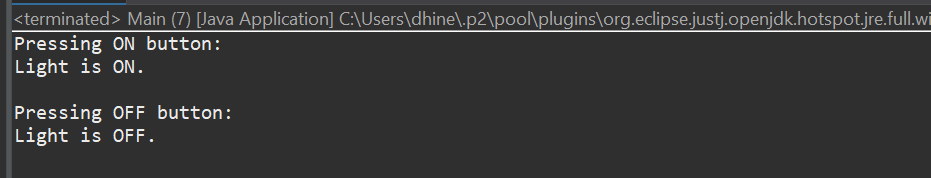 <terminated> Main (7) [Java Application] C:\Users\dhine\.p2\pool\plugins\org.eclipse.justj.openjdk.hotspot.jre.full.wi
Pressing ON button:
Light is ON.
Pressing OFF button:
Light is OFF.